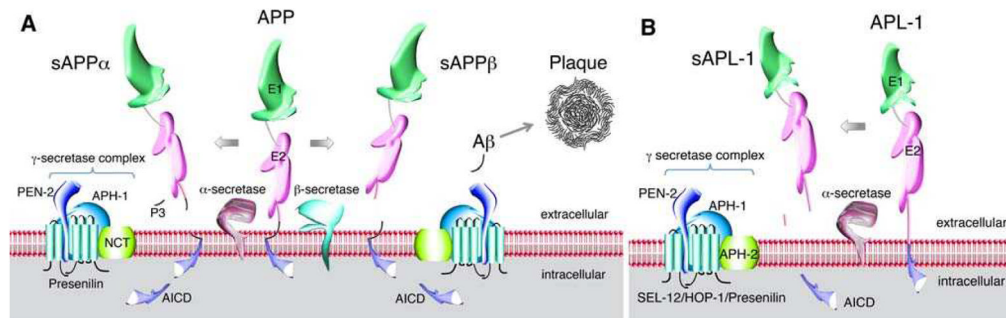 A
APP
sAPPα
sAPPβ
Plaque
E1
Aβ
E2
γ-secretase complex
PEN-2
APH-1
α-secretase
β-secretase
P3
NCT
extracellular
intracellular
Presenilin
AICD
AICD
B
APL-1
sAPL-1
E1
E2
γ secretase complex
PEN-2
APH-1
α-secretase
extracellular
APH-2
intracellular
SEL-12/HOP-1/Presenilin
AICD